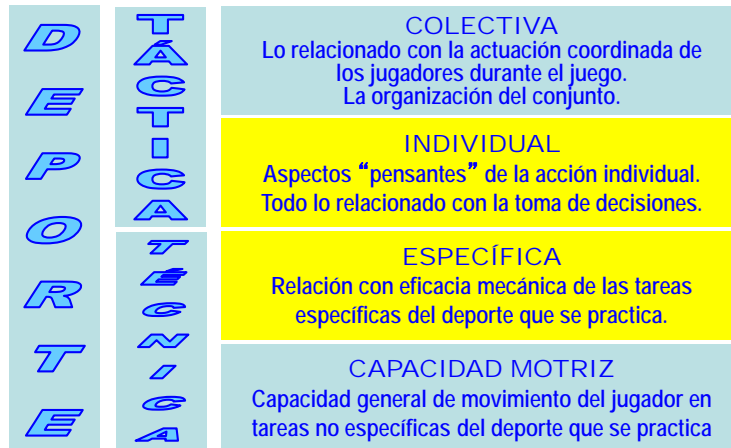 DEPORTE
TÁCTICA
COLECTIVA
Lo relacionado con la actuación coordinada de
los jugadores durante el juego.
La organización del conjunto.
INDIVIDUAL
Aspectos “pensantes” de la acción individual.
Todo lo relacionado con la toma de decisiones.
TÉCNICA
ESPECÍFICA
Relación con eficacia mecánica de las tareas
específicas del deporte que se practica.
CAPACIDAD MOTRIZ
Capacidad general de movimiento del jugador en
tareas no específicas del deporte que se practica